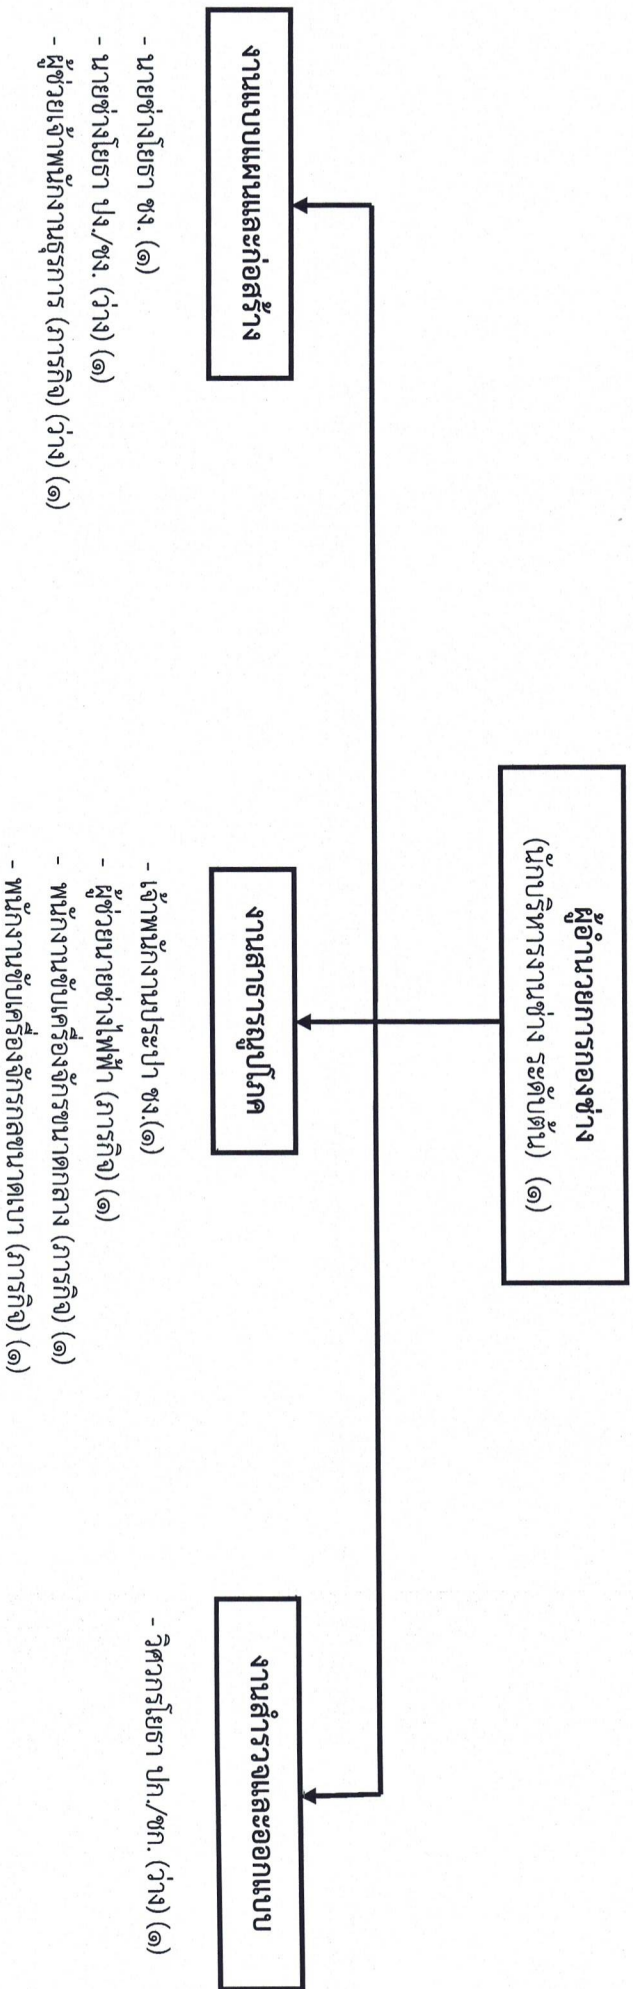 ผู้อำนวยการกองช่าง
(นักบริหารงานช่าง ระดับต้น) (๑)
งานแบบแผนและก่อสร้าง
- นายช่างโยธา ชง. (๑)
- นายช่างโยธา ปง./ชง. (ว่าง) (๑)
- ผู้ช่วยเจ้าพนักงานธุรการ (ภารกิจ) (ว่าง) (๑)
งานสาธารณูปโภค
- เจ้าพนักงานประปา ชง.(๑)
- ผู้ช่วยนายช่างไฟฟ้า (ภารกิจ) (๑)
- พนักงานขับเครื่องจักรขนาดกลาง (ภารกิจ) (๑)
- พนักงานขับเครื่องจักรกลขนาดเบา (ภารกิจ) (๑)
งานสำรวจและออกแบบ
- วิศวกรโยธา ปก./ชก. (ว่าง) (๑)